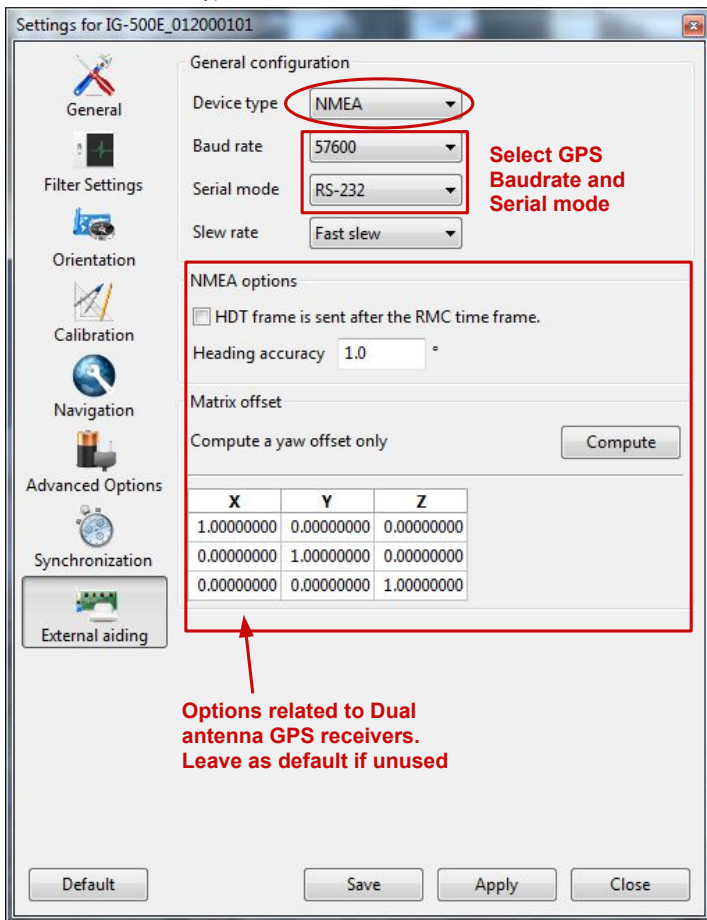 Settings for IG-500E_012000101
General
Filter Settings
Orientation
Calibration
Navigation
Advanced Options
Synchronization
External aiding
General configuration
Device type NMEA
Baud rate 57600
Serial mode RS-232
Slew rate Fast slew
Select GPS
Baudrate and
Serial mode
NMEA options
HDT frame is sent after the RMC time frame.
Heading accuracy 1.0 °
Matrix offset
Compute a yaw offset only Compute
X Y Z
1.00000000 0.00000000 0.00000000
0.00000000 1.00000000 0.00000000
0.00000000 0.00000000 1.00000000
Options related to Dual
antenna GPS receivers.
Leave as default if unused
Default Save Apply Close